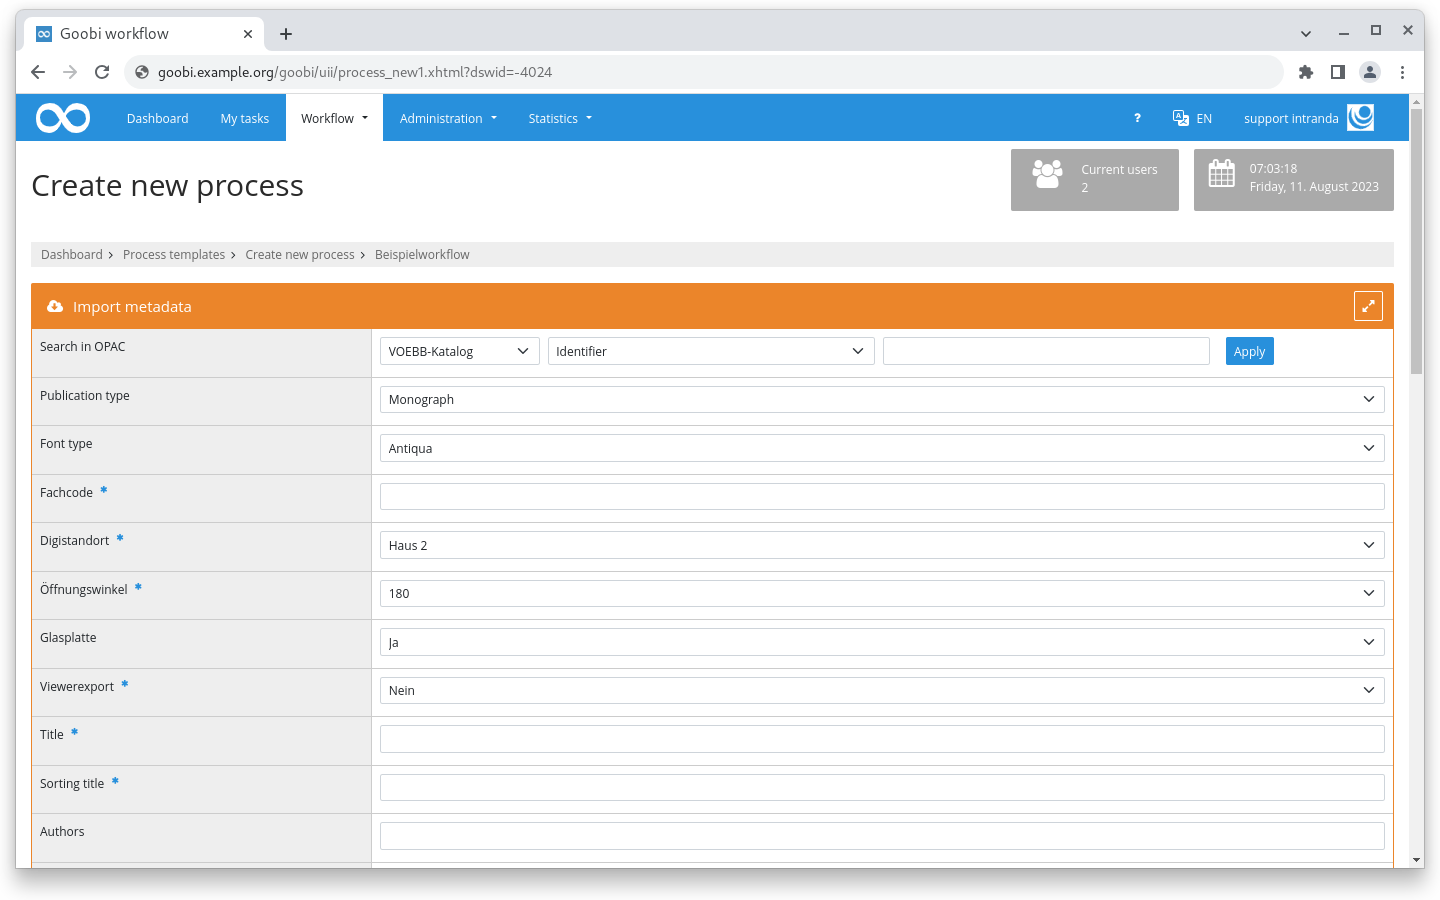 Goobi workflow
goobi.example.org/goobi/uii/process_new1.xhtml?dswid=-4024
Dashboard My tasks Workflow Administration Statistics ? EN support intranda
Create new process
Current users
2
07:03:18
Friday, 11. August 2023
Dashboard > Process templates > Create new process > Beispielworkflow
Import metadata
Search in OPAC VOEBB-Katalog Identifier Apply
Publication type Monograph
Font type Antiqua
Fachcode *
Digistandort * Haus 2
Öffnungswinkel * 180
Glasplatte Ja
Viewerexport * Nein
Title *
Sorting title *
Authors